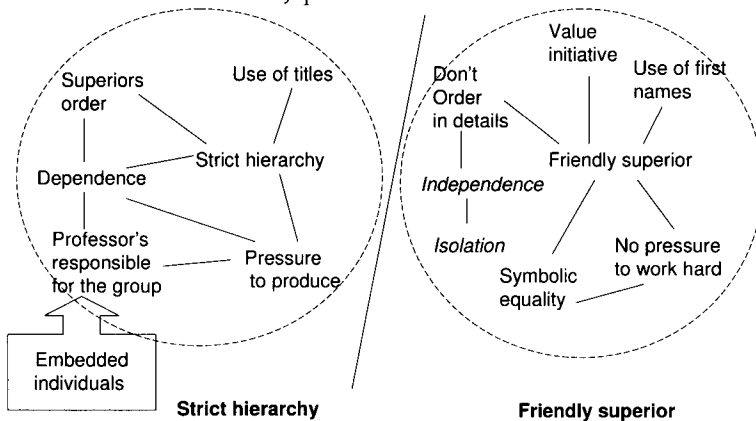 Superiors
order
Use of titles
Strict hierarchy
Dependence
Professor's
responsible
for the group
Pressure
to produce
Embedded
individuals
Strict hierarchy
Value
initiative
Don't
Order
in details
Use of first
names
Friendly superior
Independence
Isolation
No pressure
to work hard
Symbolic
equality
Friendly superior